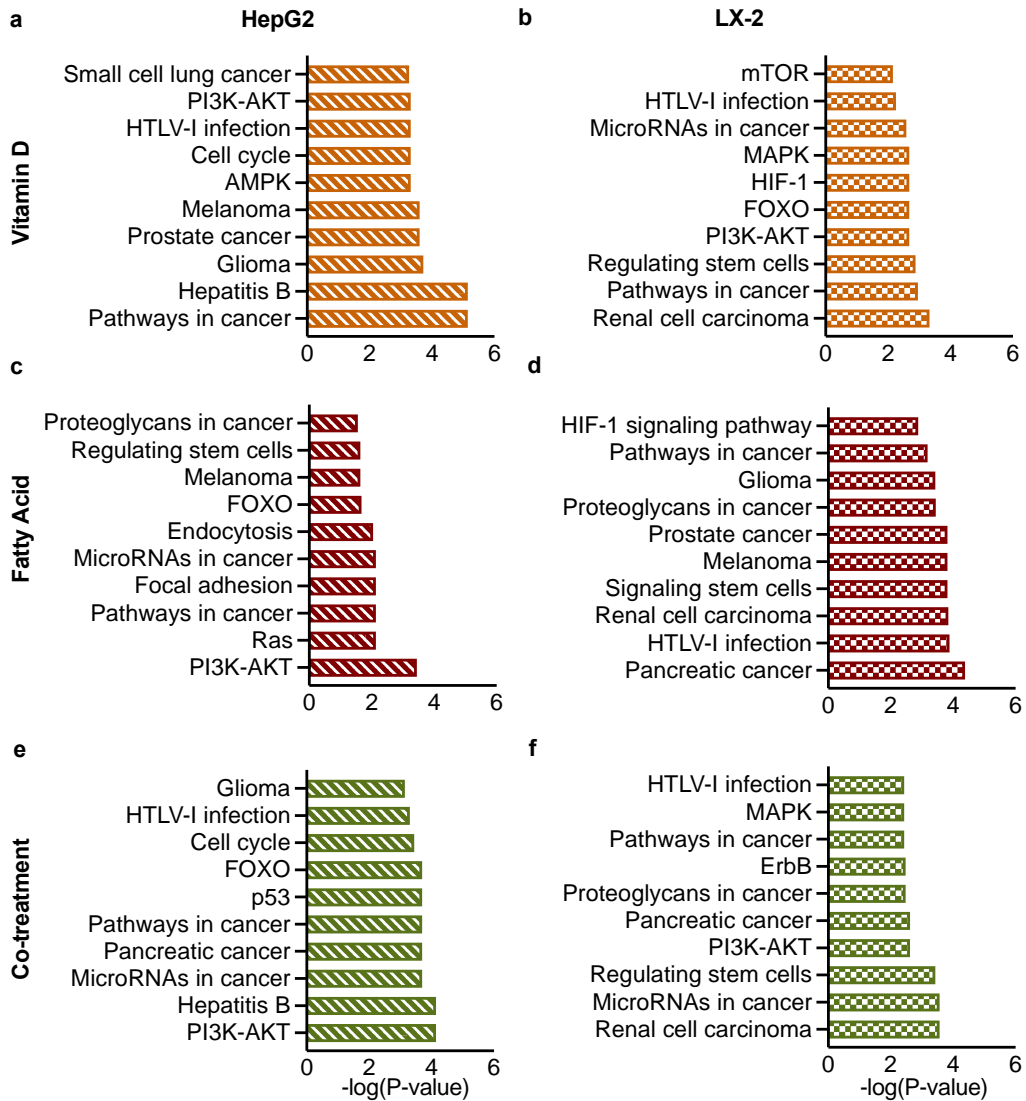 a
HepG2
b
LX-2
Vitamin D
Small cell lung cancer
PI3K-AKT
HTLV-I infection
Cell cycle
AMPK
Melanoma
Prostate cancer
Glioma
Hepatitis B
Pathways in cancer
0 2 4 6
mTOR
HTLV-I infection
MicroRNAs in cancer
MAPK
HIF-1
FOXO
PI3K-AKT
Regulating stem cells
Pathways in cancer
Renal cell carcinoma
0 2 4 6
c
d
Fatty Acid
Proteoglycans in cancer
Regulating stem cells
Melanoma
FOXO
Endocytosis
MicroRNAs in cancer
Focal adhesion
Pathways in cancer
Ras
PI3K-AKT
0 2 4 6
HIF-1 signaling pathway
Pathways in cancer
Glioma
Proteoglycans in cancer
Prostate cancer
Melanoma
Signaling stem cells
Renal cell carcinoma
HTLV-I infection
Pancreatic cancer
0 2 4 6
e
f
Co-treatment
Glioma
HTLV-I infection
Cell cycle
FOXO
p53
Pathways in cancer
Pancreatic cancer
MicroRNAs in cancer
Hepatitis B
PI3K-AKT
0 2 4 6
-log(P-value)
HTLV-I infection
MAPK
Pathways in cancer
ErbB
Proteoglycans in cancer
Pancreatic cancer
PI3K-AKT
Regulating stem cells
MicroRNAs in cancer
Renal cell carcinoma
0 2 4 6
-log(P-value)